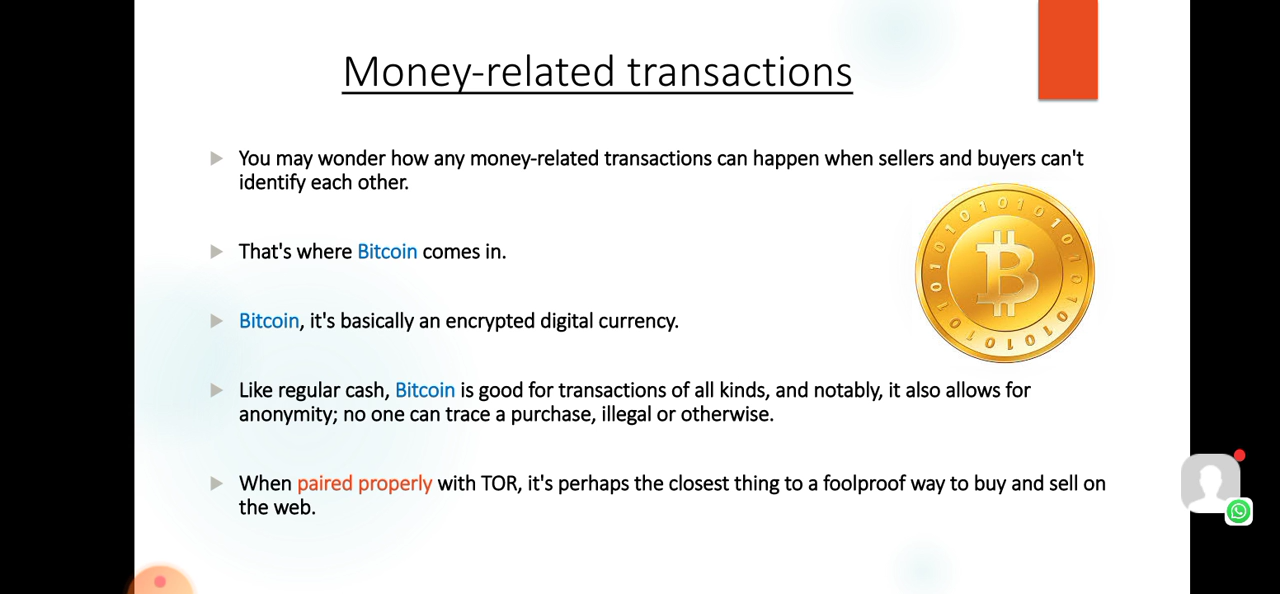 Money-related transactions
You may wonder how any money-related transactions can happen when sellers and buyers can't
identify each other.
That's where Bitcoin comes in.
Bitcoin, it's basically an encrypted digital currency.
Like regular cash, Bitcoin is good for transactions of all kinds, and notably, it also allows for
anonymity; no one can trace a purchase, illegal or otherwise.
When paired properly with TOR, it's perhaps the closest thing to a foolproof way to buy and sell on
the web.